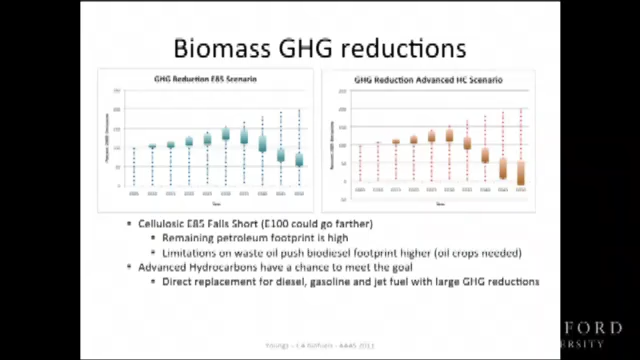 Biomass GHG reductions
GHG Reduction E85 Scenario
GHG Reduction Advanced HC Scenario
Cellulosic E85 Falls Short (E100 could go farther)
Remaining petroleum footprint is high
Limitations on waste oil push biodiesel footprint higher (oil crops needed)
Advanced Hydrocarbons have a chance to meet the goal
Direct replacement for diesel, gasoline and jet fuel with large GHG reductions
AAAS 2011
FORD
ERSITY